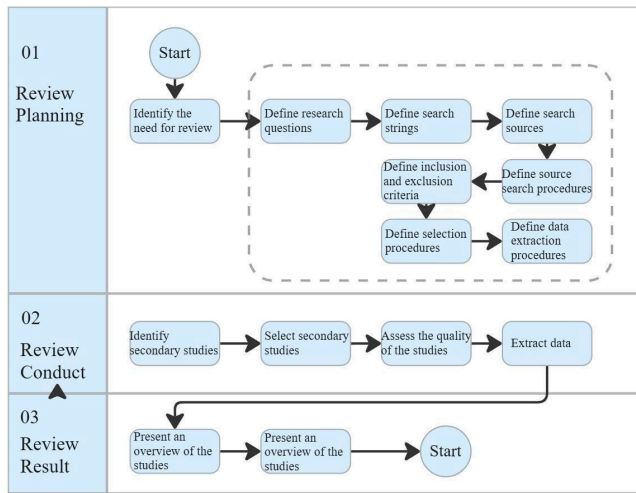 01
Review
Planning
Start
Identify the
need for review
Define research
questions
Define search
strings
Define search
sources
Define source
search procedures
Define inclusion
and exclusion
criteria
Define selection
procedures
Define data
extraction
procedures
02
Review
Conduct
Identify
secondary studies
Select secondary
studies
Assess the quality
of the studies
Extract data
03
Review
Result
Present an
overview of the
studies
Present an
overview of the
studies
Start